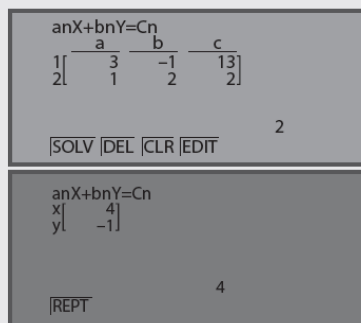 anX+bnY=Cn
a b c
1[ 3 −1 13]
2[ 1 2 2]
2
SOLV DEL CLR EDIT
anX+bnY=Cn
x[ 4]
y[ −1]
4
REPT